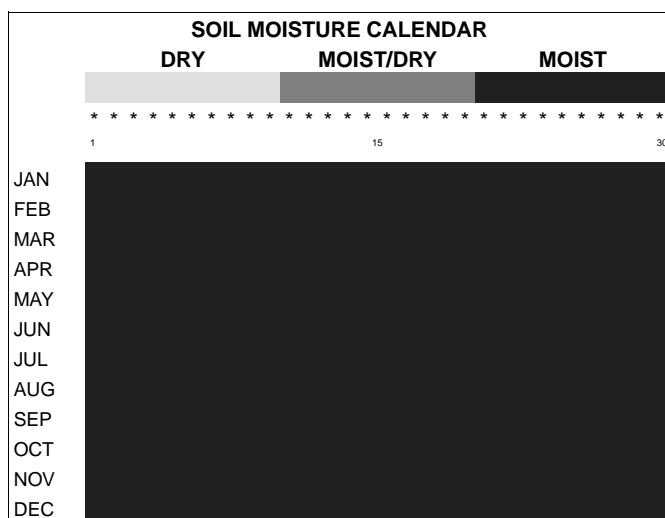 SOIL MOISTURE CALENDAR
DRY MOIST/DRY MOIST
* * * * * * * * * * * * * * * * * * * * * * * * * * * * * *
1 15 30
JAN
FEB
MAR
APR
MAY
JUN
JUL
AUG
SEP
OCT
NOV
DEC